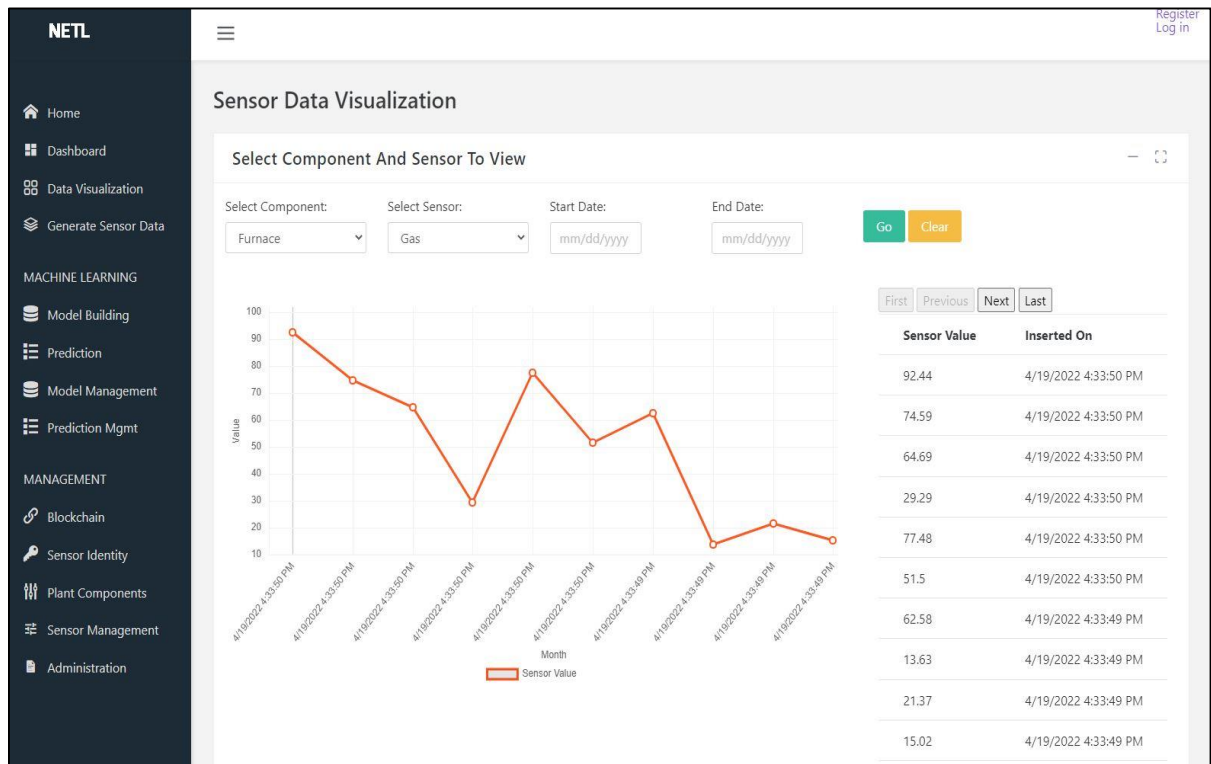 NETL
Register
Log in
Home
Dashboard
Data Visualization
Generate Sensor Data
MACHINE LEARNING
Model Building
Prediction
Model Management
Prediction Mgmt
MANAGEMENT
Blockchain
Sensor Identity
Plant Components
Sensor Management
Administration
Sensor Data Visualization
Select Component And Sensor To View
Select Component: Select Sensor: Start Date: End Date:
Furnace Gas mm/dd/yyyy mm/dd/yyyy Go Clear
100
90
80
70
60
50
40
30
20
10
Value
4/19/2022 4:33:50 PM
4/19/2022 4:33:50 PM
4/19/2022 4:33:50 PM
4/19/2022 4:33:50 PM
4/19/2022 4:33:50 PM
4/19/2022 4:33:50 PM
4/19/2022 4:33:49 PM
4/19/2022 4:33:49 PM
4/19/2022 4:33:49 PM
4/19/2022 4:33:49 PM
Month
Sensor Value
First Previous Next Last
Sensor Value Inserted On
92.44 4/19/2022 4:33:50 PM
74.59 4/19/2022 4:33:50 PM
64.69 4/19/2022 4:33:50 PM
29.29 4/19/2022 4:33:50 PM
77.48 4/19/2022 4:33:50 PM
51.5 4/19/2022 4:33:50 PM
62.58 4/19/2022 4:33:49 PM
13.63 4/19/2022 4:33:49 PM
21.37 4/19/2022 4:33:49 PM
15.02 4/19/2022 4:33:49 PM